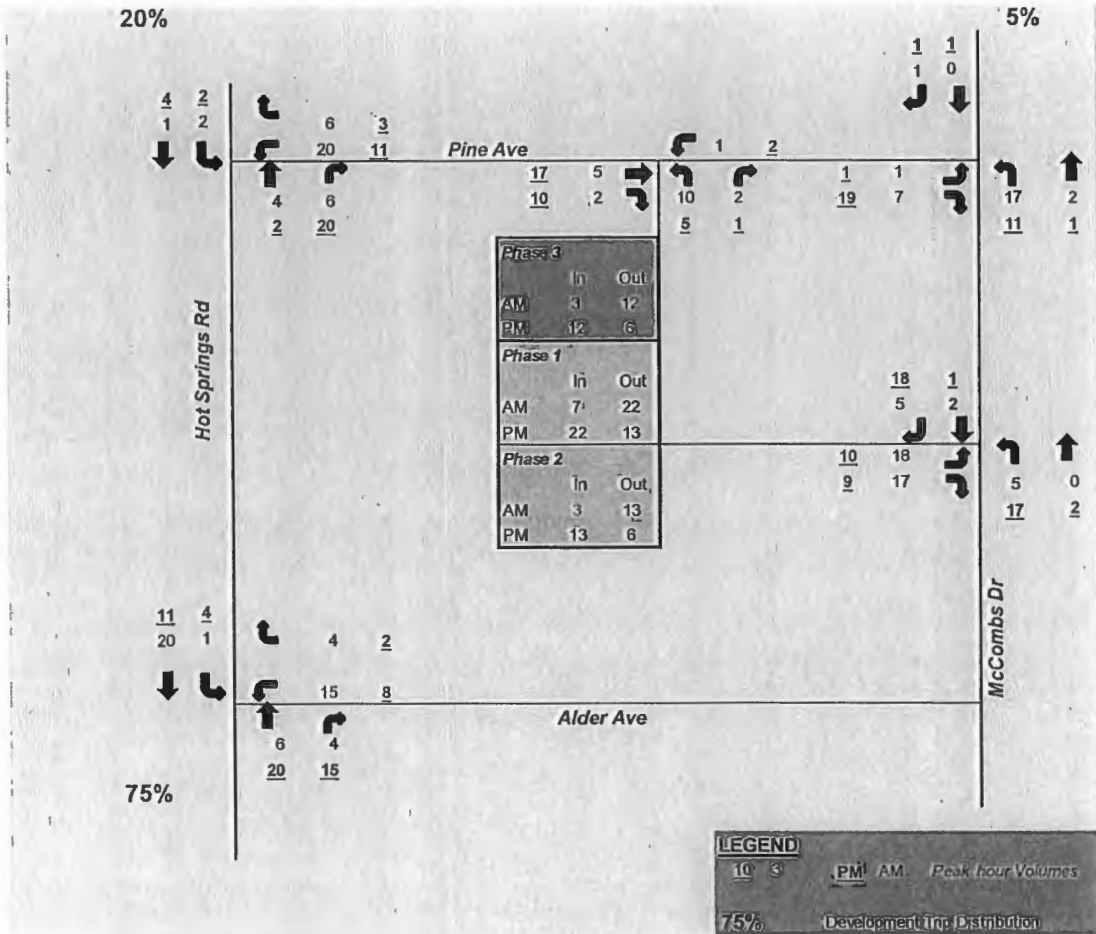 20% 5%
1 1
1 0
4 2
1 2
6 3
20 11
Pine Ave
1 2
17 5
10 2
10 2
5 1
1 1
19 7
17 2
11 1
4 6
2 20
Phase 3
In Out
AM 3 12
PM 12 6
Phase 1
In Out
AM 7 22
PM 22 13
Phase 2
In Out
AM 3 13
PM 13 6
Hot Springs Rd
18 1
5 2
10 18
9 17
5 0
17 2
McCombs Dr
11 4
20 1
4 2
15 8
Alder Ave
6 4
20 15
75%
LEGEND
10 3 PM AM Peak hour Volumes
75% Development Trip Distribution